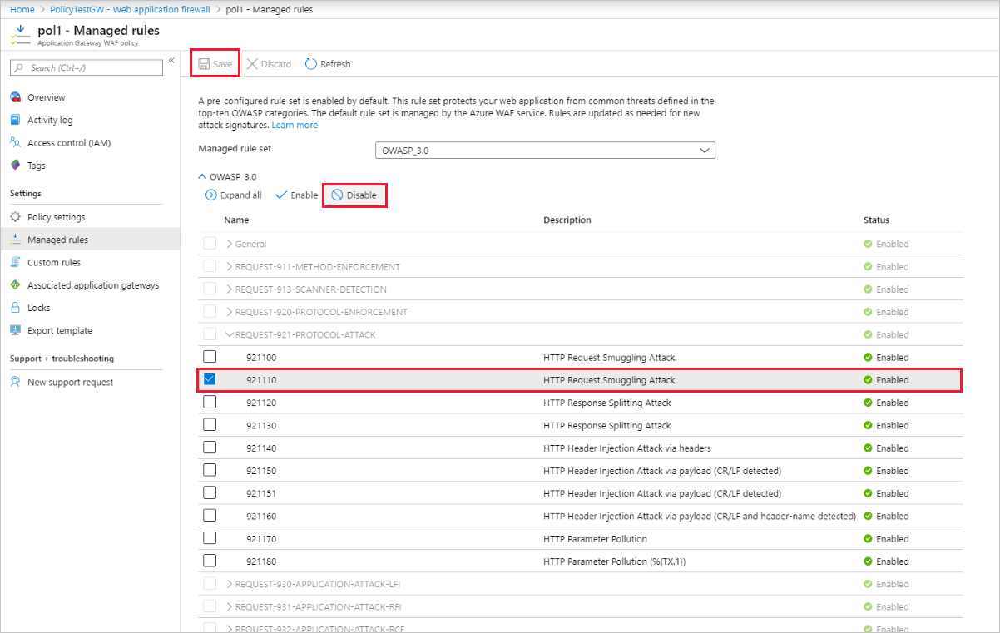 Home > PolicyTestGW - Web application firewall > pol1 - Managed rules
pol1 - Managed rules
Application Gateway WAF policy
Search (Ctrl+/)
«
Overview
Activity log
Access control (IAM)
Tags
Settings
Policy settings
Managed rules
Custom rules
Associated application gateways
Locks
Export template
Support + troubleshooting
New support request
Save Discard Refresh
A pre-configured rule set is enabled by default. This rule set protects your web application from common threats defined in the
top-ten OWASP categories. The default rule set is managed by the Azure WAF service. Rules are updated as needed for new
attack signatures. Learn more
Managed rule set OWASP_3.0
OWASP_3.0
Expand all Enable Disable
Name Description Status
General Enabled
REQUEST-911-METHOD-ENFORCEMENT Enabled
REQUEST-913-SCANNER-DETECTION Enabled
REQUEST-920-PROTOCOL-ENFORCEMENT Enabled
REQUEST-921-PROTOCOL-ATTACK Enabled
921100 HTTP Request Smuggling Attack. Enabled
921110 HTTP Request Smuggling Attack Enabled
921120 HTTP Response Splitting Attack Enabled
921130 HTTP Response Splitting Attack Enabled
921140 HTTP Header Injection Attack via headers Enabled
921150 HTTP Header Injection Attack via payload (CR/LF detected) Enabled
921151 HTTP Header Injection Attack via payload (CR/LF detected) Enabled
921160 HTTP Header Injection Attack via payload (CR/LF and header-name detected) Enabled
921170 HTTP Parameter Pollution Enabled
921180 HTTP Parameter Pollution (%{TX.1}) Enabled
REQUEST-930-APPLICATION-ATTACK-LFI Enabled
REQUEST-931-APPLICATION-ATTACK-RFI Enabled
REQUEST-932-APPLICATION-ATTACK-RCE Enabled